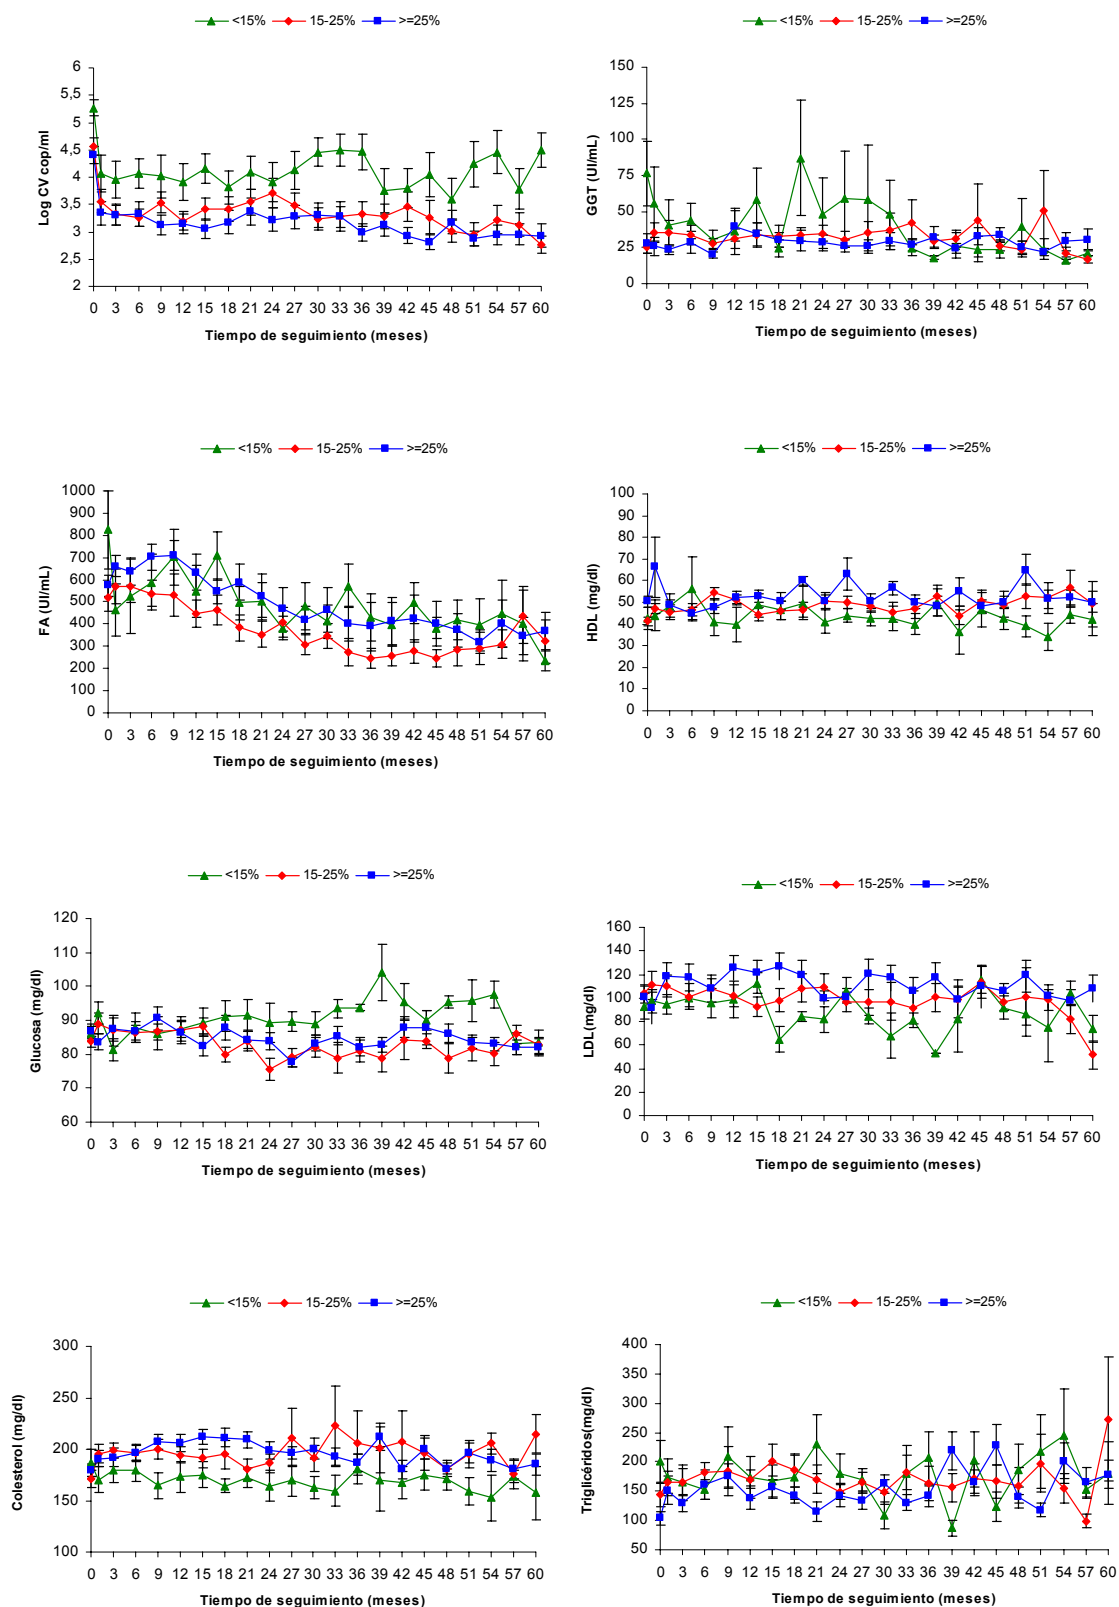 <15% 15-25% >=25%
Log CV cop/ml
6
5,5
5
4,5
4
3,5
3
2,5
2
0 3 6 9 12 15 18 21 24 27 30 33 36 39 42 45 48 51 54 57 60
Tiempo de seguimiento (meses)
<15% 15-25% >=25%
GGT (UI/mL)
150
125
100
75
50
25
0
0 3 6 9 12 15 18 21 24 27 30 33 36 39 42 45 48 51 54 57 60
Tiempo de seguimiento (meses)
<15% 15-25% >=25%
FA (UI/mL)
1000
900
800
700
600
500
400
300
200
100
0
0 3 6 9 12 15 18 21 24 27 30 33 36 39 42 45 48 51 54 57 60
Tiempo de seguimiento (meses)
<15% 15-25% >=25%
HDL (mg/dl)
100
90
80
70
60
50
40
30
20
10
0
0 3 6 9 12 15 18 21 24 27 30 33 36 39 42 45 48 51 54 57 60
Tiempo de seguimiento (meses)
<15% 15-25% >=25%
Glucosa (mg/dl)
120
110
100
90
80
70
60
0 3 6 9 12 15 18 21 24 27 30 33 36 39 42 45 48 51 54 57 60
Tiempo de seguimiento (meses)
<15% 15-25% >=25%
LDL(mg/dl)
160
140
120
100
80
60
40
20
0
0 3 6 9 12 15 18 21 24 27 30 33 36 39 42 45 48 51 54 57 60
Tiempo de seguimiento (meses)
<15% 15-25% >=25%
Colesterol (mg/dl)
300
250
200
150
100
0 3 6 9 12 15 18 21 24 27 30 33 36 39 42 45 48 51 54 57 60
Tiempo de seguimiento (meses)
<15% 15-25% >=25%
Triglicéridos(mg/dl)
400
350
300
250
200
150
100
50
0 3 6 9 12 15 18 21 24 27 30 33 36 39 42 45 48 51 54 57 60
Tiempo de seguimiento (meses)